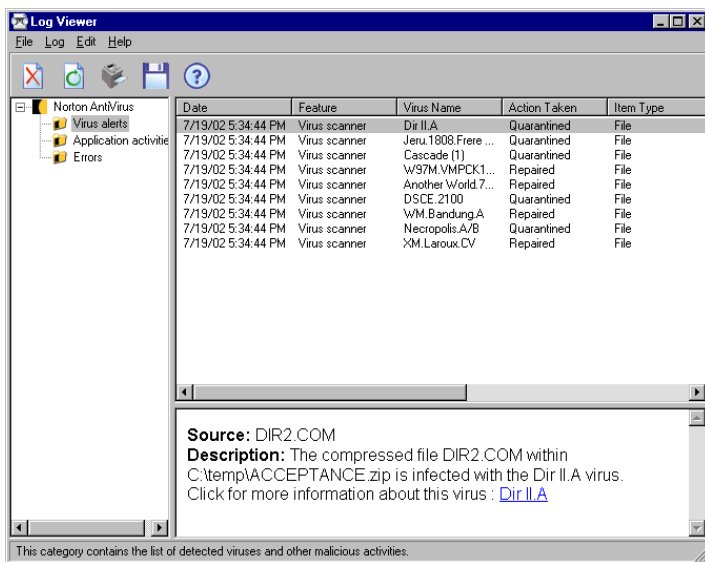 Log Viewer
File Log Edit Help
Norton AntiVirus
Virus alerts
Application activitie
Errors
Date Feature Virus Name Action Taken Item Type
7/19/02 5:34:44 PM Virus scanner Dir II.A Quarantined File
7/19/02 5:34:44 PM Virus scanner Jeru.1808.Frere ... Quarantined File
7/19/02 5:34:44 PM Virus scanner Cascade (1) Quarantined File
7/19/02 5:34:44 PM Virus scanner W97M.VMPCK1... Repaired File
7/19/02 5:34:44 PM Virus scanner Another World.7... Repaired File
7/19/02 5:34:44 PM Virus scanner DSCE.2100 Quarantined File
7/19/02 5:34:44 PM Virus scanner WM.Bandung.A Repaired File
7/19/02 5:34:44 PM Virus scanner Necropolis.A/B Quarantined File
7/19/02 5:34:44 PM Virus scanner XM.Laroux.CV Repaired File
Source: DIR2.COM
Description: The compressed file DIR2.COM within
C:\temp\ACCEPTANCE.zip is infected with the Dir II.A virus.
Click for more information about this virus : Dir II.A
This category contains the list of detected viruses and other malicious activities.